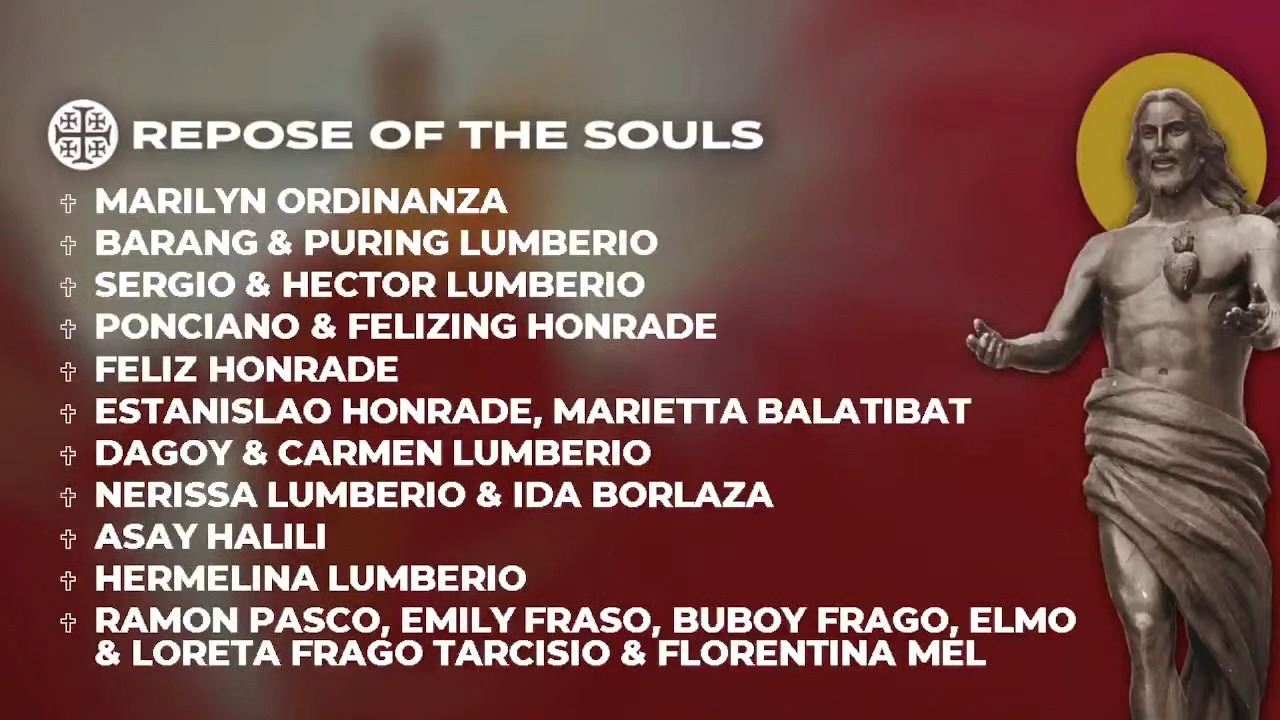 REPOSE OF THE SOULS
MARILYN ORDINANZA
BARANG & PURING LUMBERIO
SERGIO & HECTOR LUMBERIO
PONCIANO & FELIZING HONRADE
FELIZ HONRADE
ESTANISLAO HONRADE, MARIETTA BALATIBAT
DAGOY & CARMEN LUMBERIO
NERISSA LUMBERIO & IDA BORLAZA
ASAY HALILI
HERMELINA LUMBERIO
RAMON PASCO, EMILY FRASO, BUBOY FRAGO, ELMO
& LORETA FRAGO TARCISIO & FLORENTINA MEL